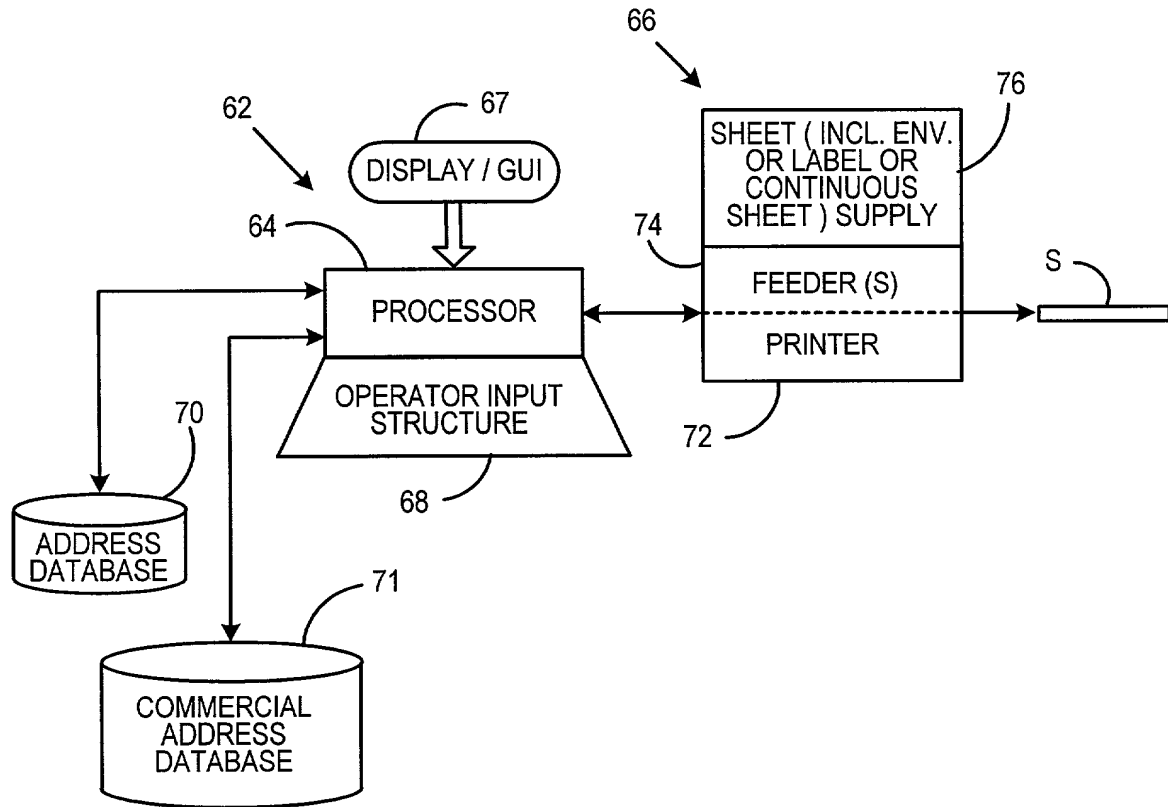 66
76
67
62
DISPLAY / GUI
SHEET ( INCL. ENV.
OR LABEL OR
CONTINUOUS
SHEET ) SUPPLY
64
74
S
PROCESSOR
FEEDER (S)
PRINTER
OPERATOR INPUT
STRUCTURE
70
72
68
ADDRESS
DATABASE
71
COMMERCIAL
ADDRESS
DATABASE